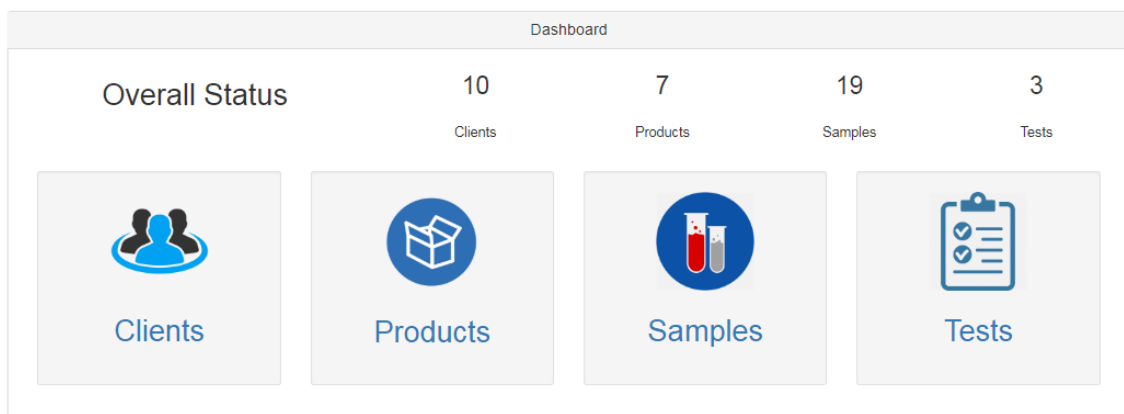 Dashboard
Overall Status
10 7 19 3
Clients Products Samples Tests
Clients Products Samples Tests